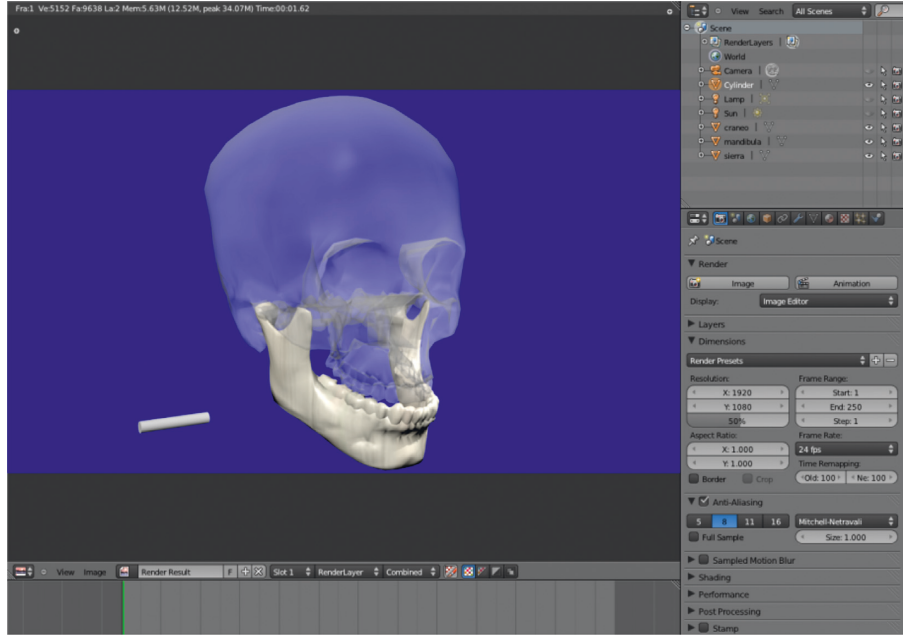 Fra:1 Ve:5152 Fa:9638 La:2 Mem:5.63M (12.52M, peak 34.07M) Time:00:01.62
View Search All Scenes
Scene
RenderLayers |
World
Camera |
Cylinder |
Lamp |
Sun |
craneo |
mandibula |
sierra |
Scene
Render
Image Animation
Display: Image Editor
Layers
Dimensions
Render Presets
Resolution: Frame Range:
X: 1920 Start: 1
Y: 1080 End: 250
50% Step: 1
Aspect Ratio: Frame Rate:
X: 1.000 24 fps
Y: 1.000 Time Remapping:
Border Crop Old: 100 Ne: 100
Anti-Aliasing
5 8 11 16 Mitchell-Netravali
Full Sample Size: 1.000
Sampled Motion Blur
Shading
Performance
Post Processing
Stamp
View Image Render Result F Slot 1 RenderLayer Combined